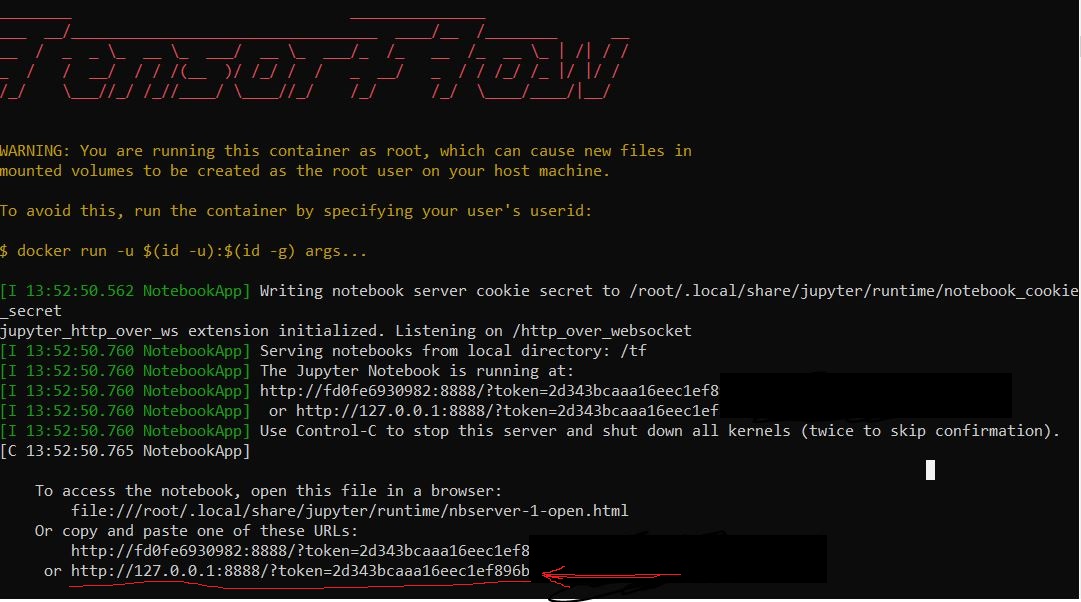 TensorFlow
WARNING: You are running this container as root, which can cause new files in
mounted volumes to be created as the root user on your host machine.
To avoid this, run the container by specifying your user's userid:
$ docker run -u $(id -u):$(id -g) args...
[I 13:52:50.562 NotebookApp] Writing notebook server cookie secret to /root/.local/share/jupyter/runtime/notebook_cookie
_secret
jupyter_http_over_ws extension initialized. Listening on /http_over_websocket
[I 13:52:50.760 NotebookApp] Serving notebooks from local directory: /tf
[I 13:52:50.760 NotebookApp] The Jupyter Notebook is running at:
[I 13:52:50.760 NotebookApp] http://fd0fe6930982:8888/?token=2d343bcaaa16eec1ef8
[I 13:52:50.760 NotebookApp]  or http://127.0.0.1:8888/?token=2d343bcaaa16eec1ef
[I 13:52:50.760 NotebookApp] Use Control-C to stop this server and shut down all kernels (twice to skip confirmation).
[C 13:52:50.765 NotebookApp]
To access the notebook, open this file in a browser:
file:///root/.local/share/jupyter/runtime/nbserver-1-open.html
Or copy and paste one of these URLs:
http://fd0fe6930982:8888/?token=2d343bcaaa16eec1ef8
or http://127.0.0.1:8888/?token=2d343bcaaa16eec1ef896b